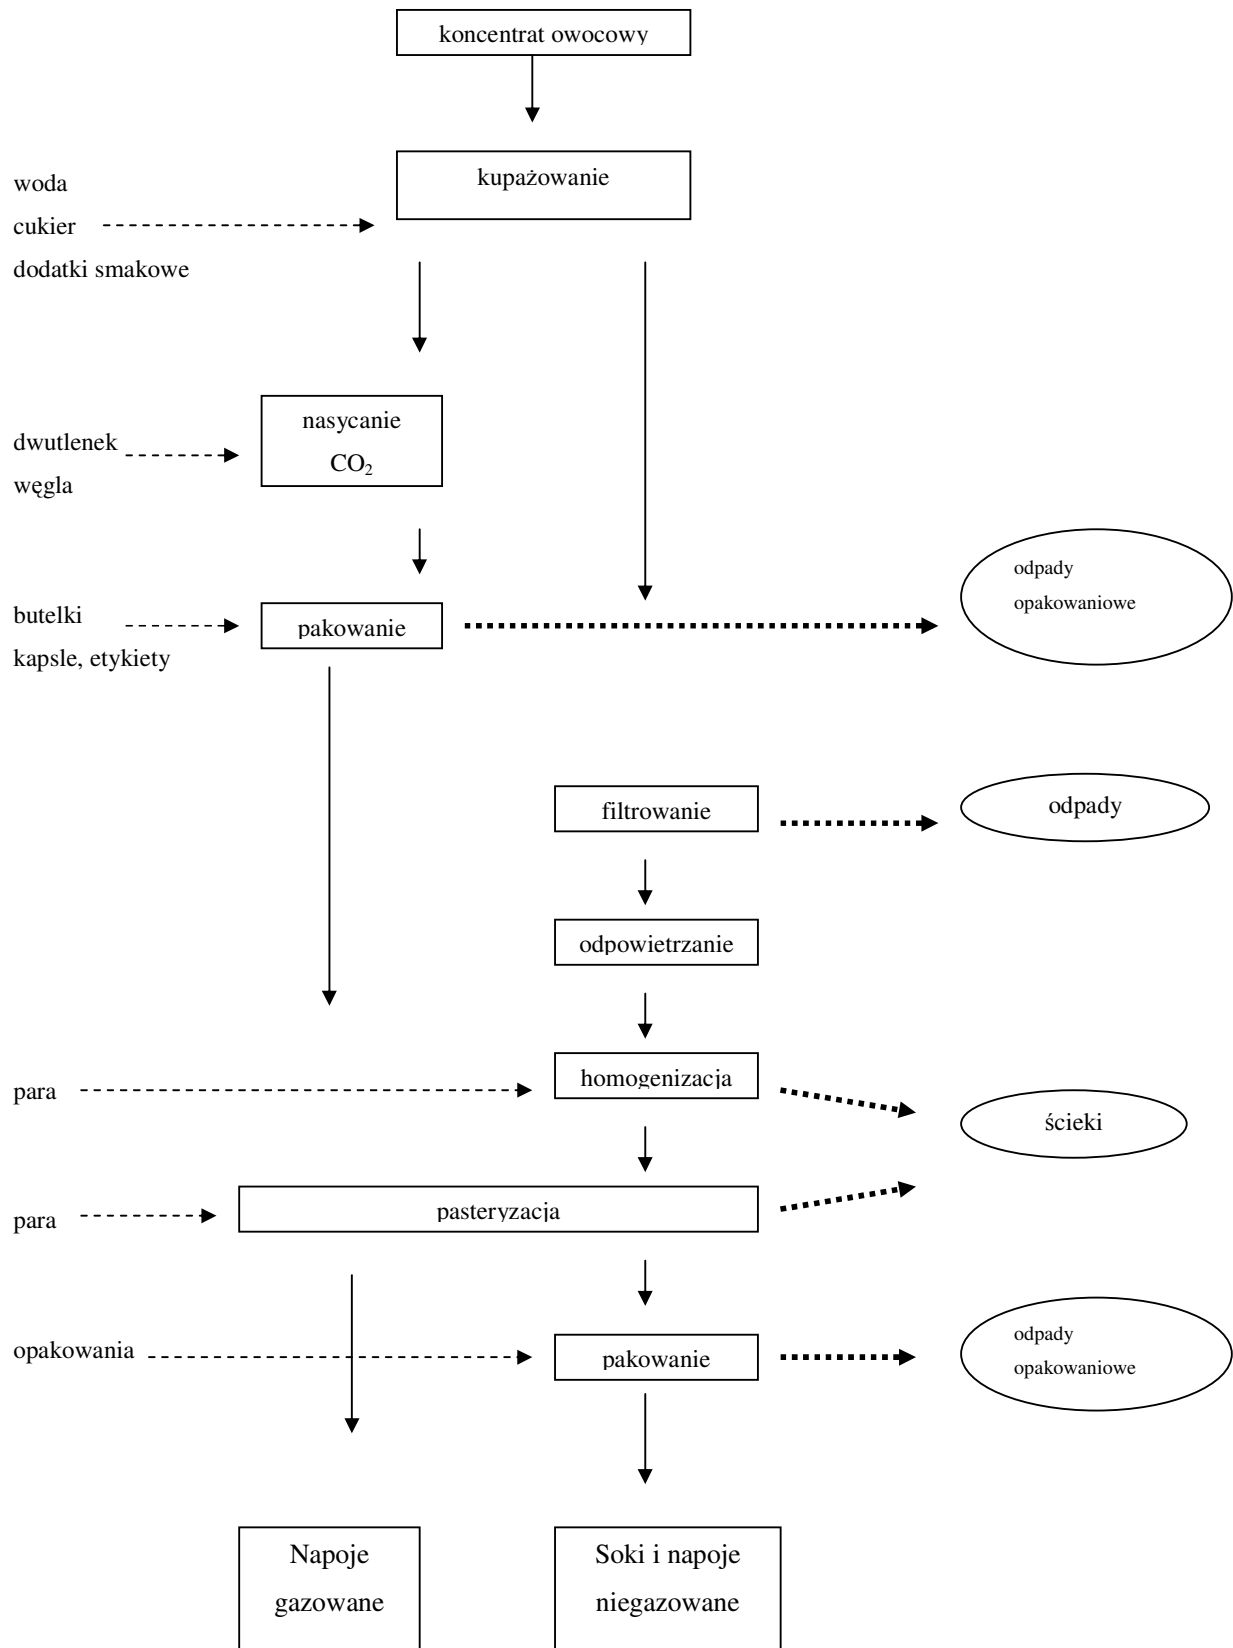 koncentrat owocowy
kupażowanie
woda
cukier
dodatki smakowe
nasycanie
CO₂
dwutlenek
węgla
odpady
opakowaniowe
butelki
kapsle, etykiety
pakowanie
filtrowanie
odpady
odpowietrzanie
para
homogenizacja
ścieki
para
pasteryzacja
opakowania
pakowanie
odpady
opakowaniowe
Napoje
gazowane
Soki i napoje
niegazowane